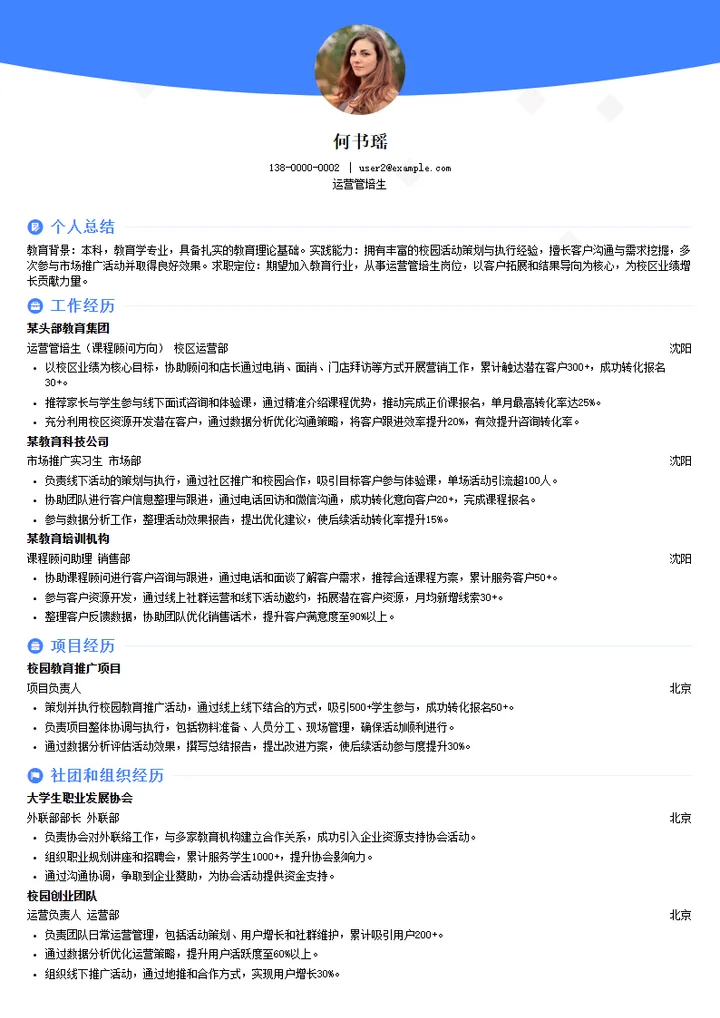 何书瑶
138-0000-0002 | user2@example.com
运营管培生
个人总结
教育背景：本科，教育学专业，具备扎实的教育理论基础。实践能力：拥有丰富的校园活动策划与执行经验，擅长客户沟通与需求挖掘，多
次参与市场推广活动并取得良好效果。求职定位：期望加入教育行业，从事运营管培生岗位，以客户拓展和结果导向为核心，为校区业绩增
长贡献力量。
工作经历
某头部教育集团
运营管培生（课程顾问方向） 校区运营部 沈阳
• 以校区业绩为核心目标，协助顾问和店长通过电销、面销、门店拜访等方式开展营销工作，累计触达潜在客户300+，成功转化报名
30+。
• 推荐家长与学生参与线下面试咨询和体验课，通过精准介绍课程优势，推动完成正价课报名，单月最高转化率达25%。
• 充分利用校区资源开发潜在客户，通过数据分析优化沟通策略，将客户跟进效率提升20%，有效提升咨询转化率。
某教育科技公司
市场推广实习生 市场部 沈阳
• 负责线下活动的策划与执行，通过社区推广和校园合作，吸引目标客户参与体验课，单场活动引流超100人。
• 协助团队进行客户信息整理与跟进，通过电话回访和微信沟通，成功转化意向客户20+，完成课程报名。
• 参与数据分析工作，整理活动效果报告，提出优化建议，使后续活动转化率提升15%。
某教育培训机构
课程顾问助理 销售部 沈阳
• 协助课程顾问进行客户咨询与跟进，通过电话和面谈了解客户需求，推荐合适课程方案，累计服务客户50+。
• 参与客户资源开发，通过线上社群运营和线下活动邀约，拓展潜在客户资源，月均新增线索30+。
• 整理客户反馈数据，协助团队优化销售话术，提升客户满意度至90%以上。
项目经历
校园教育推广项目
项目负责人 北京
• 策划并执行校园教育推广活动，通过线上线下结合的方式，吸引500+学生参与，成功转化报名50+。
• 负责项目整体协调与执行，包括物料准备、人员分工、现场管理，确保活动顺利进行。
• 通过数据分析评估活动效果，撰写总结报告，提出改进方案，使后续活动参与度提升30%。
社团和组织经历
大学生职业发展协会
外联部部长 外联部 北京
• 负责协会对外联络工作，与多家教育机构建立合作关系，成功引入企业资源支持协会活动。
• 组织职业规划讲座和招聘会，累计服务学生1000+，提升协会影响力。
• 通过沟通协调，争取到企业赞助，为协会活动提供资金支持。
校园创业团队
运营负责人 运营部 北京
• 负责团队日常运营管理，包括活动策划、用户增长和社群维护，累计吸引用户200+。
• 通过数据分析优化运营策略，提升用户活跃度至60%以上。
• 组织线下推广活动，通过地推和合作方式，实现用户增长30%。